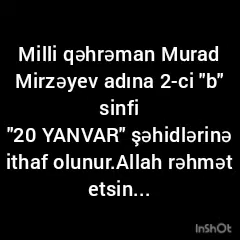 Milli qəhrəman Murad
Mirzəyev adına 2-ci "b"
sinfi
"20 YANVAR" şəhidlərinə
ithaf olunur.Allah rəhmət
etsin...
InShOt